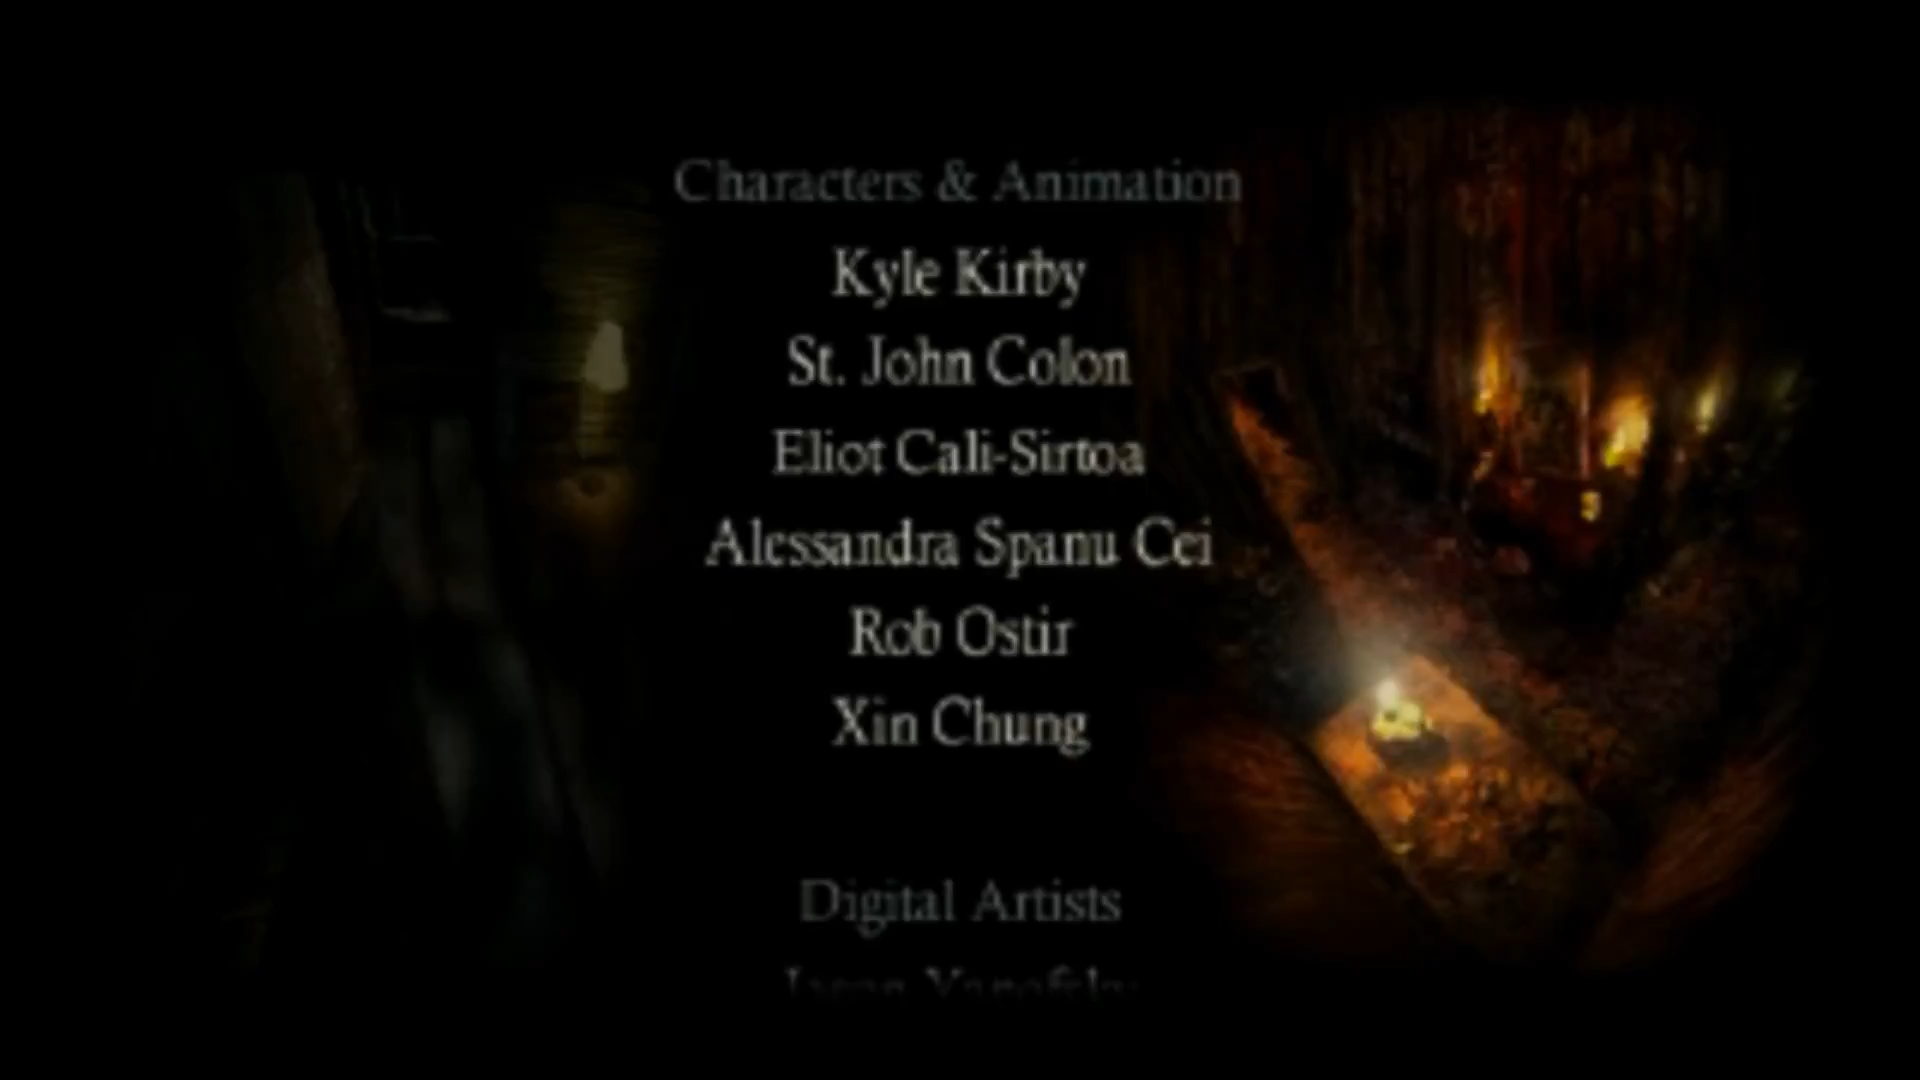 Characters & Animation
Kyle Kirby
St. John Colon
Eliot Cali-Sirtoa
Alessandra Spanu Cei
Rob Ostir
Xin Chung
Digital Artists